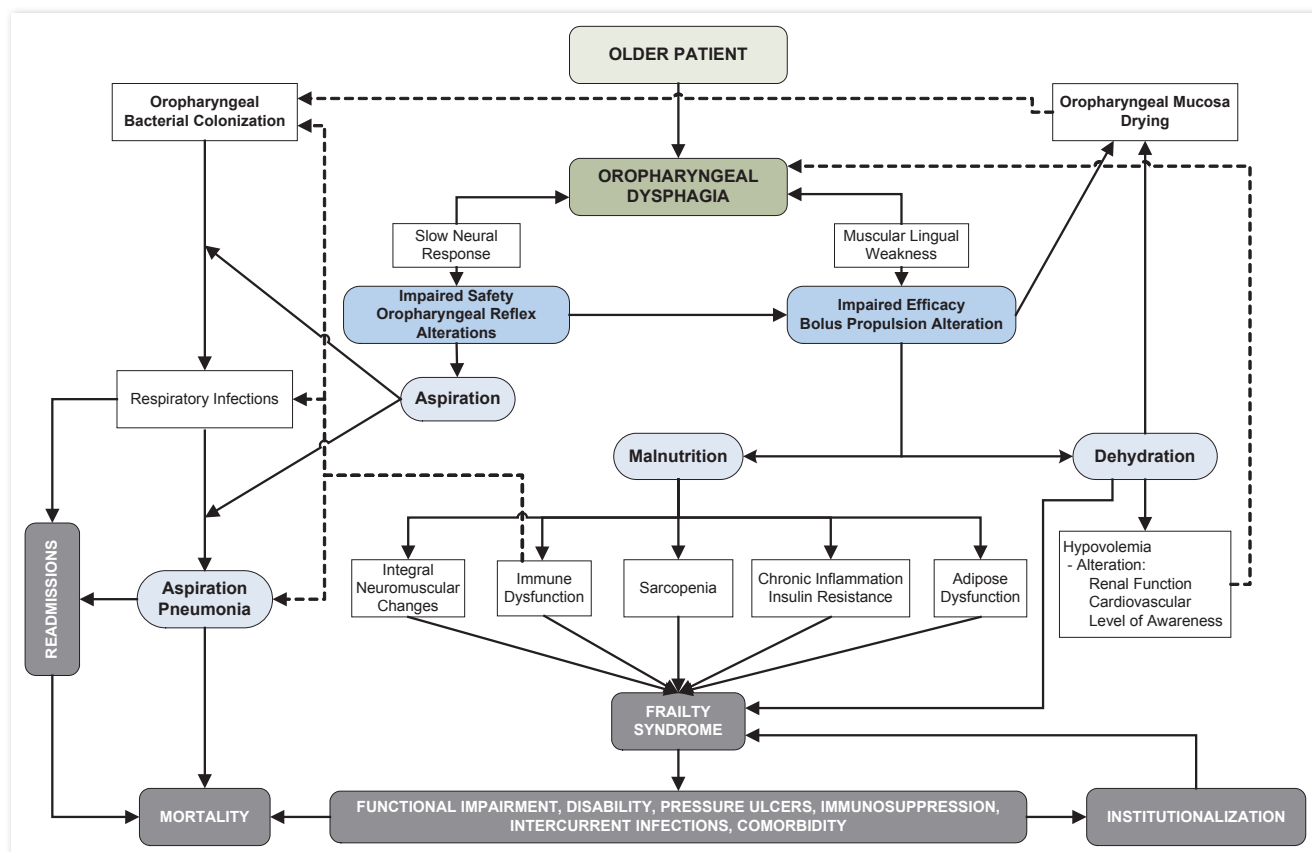 OLDER PATIENT
Oropharyngeal
Bacterial Colonization
Oropharyngeal Mucosa
Drying
OROPHARYNGEAL
DYSPHAGIA
Slow Neural
Response
Muscular Lingual
Weakness
Impaired Safety
Oropharyngeal Reflex
Alterations
Impaired Efficacy
Bolus Propulsion Alteration
Respiratory Infections
Aspiration
Malnutrition
Dehydration
READMISSIONS
Aspiration
Pneumonia
Integral
Neuromuscular
Changes
Immune
Dysfunction
Sarcopenia
Chronic Inflammation
Insulin Resistance
Adipose
Dysfunction
Hypovolemia
- Alteration:
Renal Function
Cardiovascular
Level of Awareness
FRAILTY
SYNDROME
MORTALITY
FUNCTIONAL IMPAIRMENT, DISABILITY, PRESSURE ULCERS, IMMUNOSUPPRESSION,
INTERCURRENT INFECTIONS, COMORBIDITY
INSTITUTIONALIZATION